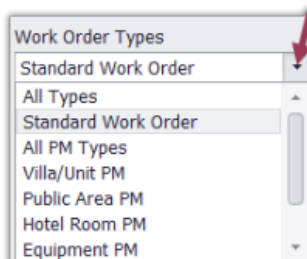 Work Order Types
Standard Work Order
All Types
Standard Work Order
All PM Types
Villa/Unit PM
Public Area PM
Hotel Room PM
Equipment PM